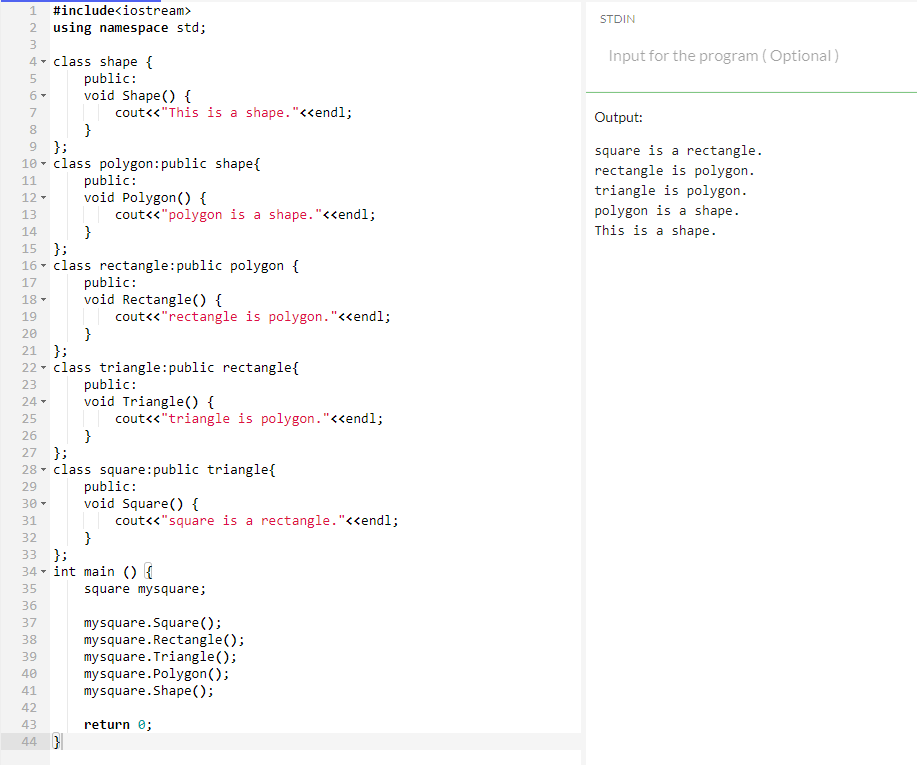 1 #include<iostream>
2 using namespace std;
3
4 class shape {
5     public:
6     void Shape() {
7         cout<<"This is a shape."<<endl;
8     }
9 };
10 class polygon:public shape{
11     public:
12     void Polygon() {
13         cout<<"polygon is a shape."<<endl;
14     }
15 };
16 class rectangle:public polygon {
17     public:
18     void Rectangle() {
19         cout<<"rectangle is polygon."<<endl;
20     }
21 };
22 class triangle:public rectangle{
23     public:
24     void Triangle() {
25         cout<<"triangle is polygon."<<endl;
26     }
27 };
28 class square:public triangle{
29     public:
30     void Square() {
31         cout<<"square is a rectangle."<<endl;
32     }
33 };
34 int main () {
35     square mysquare;
36
37     mysquare.Square();
38     mysquare.Rectangle();
39     mysquare.Triangle();
40     mysquare.Polygon();
41     mysquare.Shape();
42
43     return 0;
44 }
STDIN
Input for the program ( Optional )
Output:
square is a rectangle.
rectangle is polygon.
triangle is polygon.
polygon is a shape.
This is a shape.